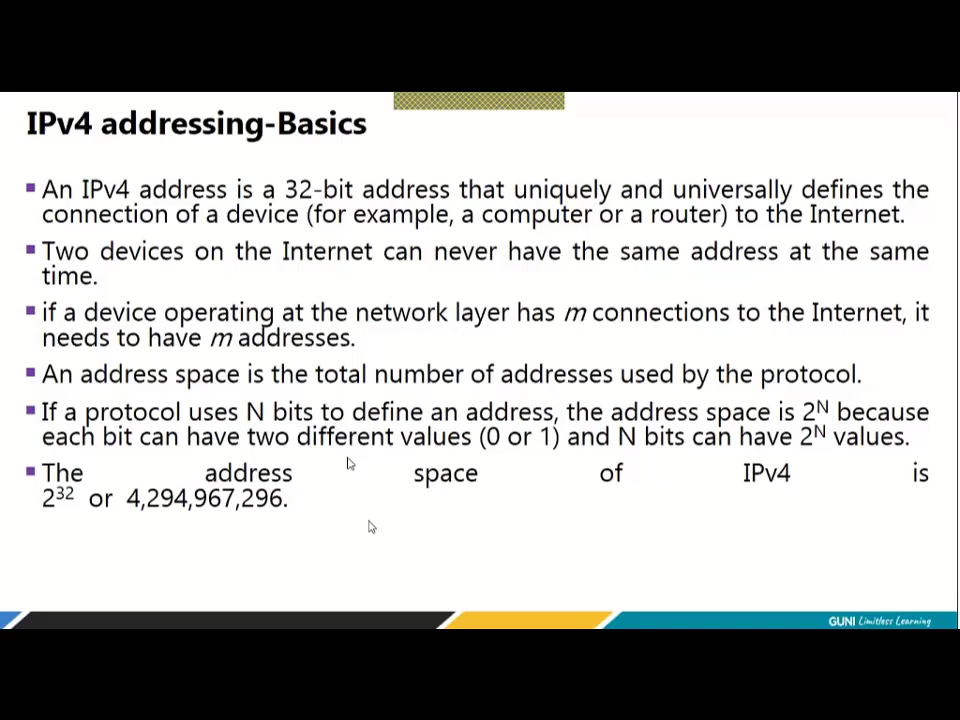 IPv4 addressing-Basics
An IPv4 address is a 32-bit address that uniquely and universally defines the
connection of a device (for example, a computer or a router) to the Internet.
Two devices on the Internet can never have the same address at the same
time.
if a device operating at the network layer has m connections to the Internet, it
needs to have m addresses.
An address space is the total number of addresses used by the protocol.
If a protocol uses N bits to define an address, the address space is 2^N because
each bit can have two different values (0 or 1) and N bits can have 2^N values.
The address space of IPv4 is
2^32 or 4,294,967,296.
GUNI Limitless Learning